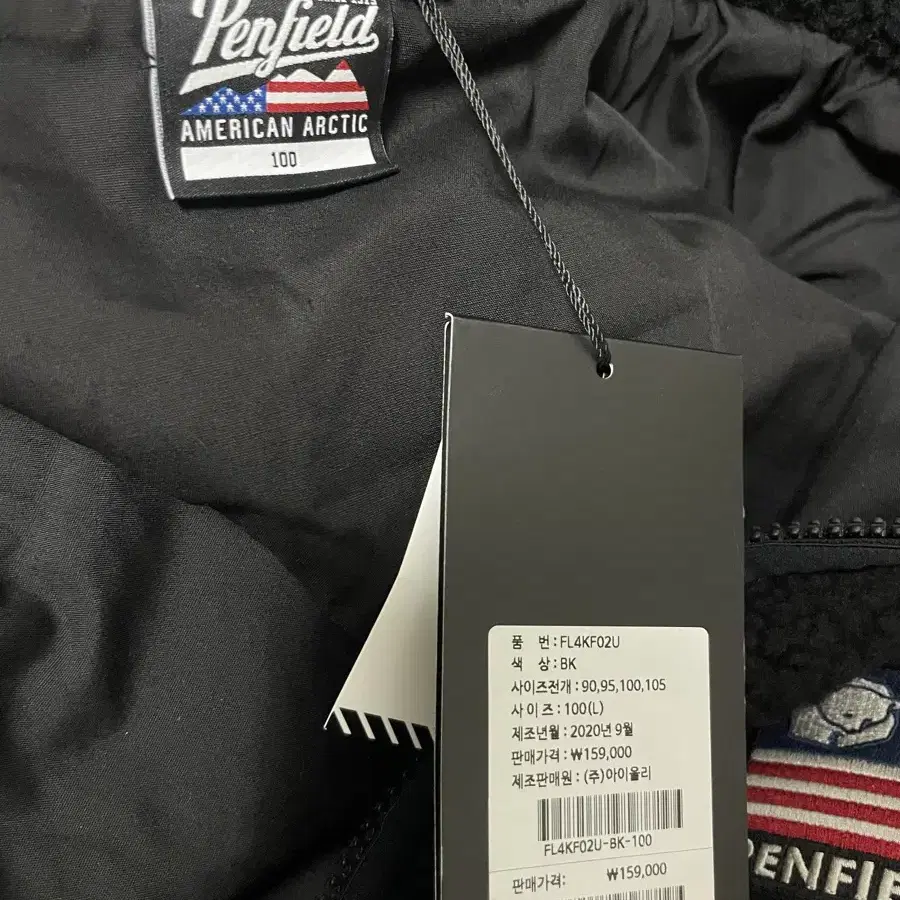 Penfield
AMERICAN ARCTIC
100
품 번 : FL4KF02U
색 상 : BK
사이즈전개 : 90,95,100,105
사 이 즈 : 100(L)
제조년월 : 2020년 9월
판매가격 : ₩159,000
제조판매원 : (주)아이올리
FL4KF02U-BK-100
판매가격: ₩159,000
PENFIE